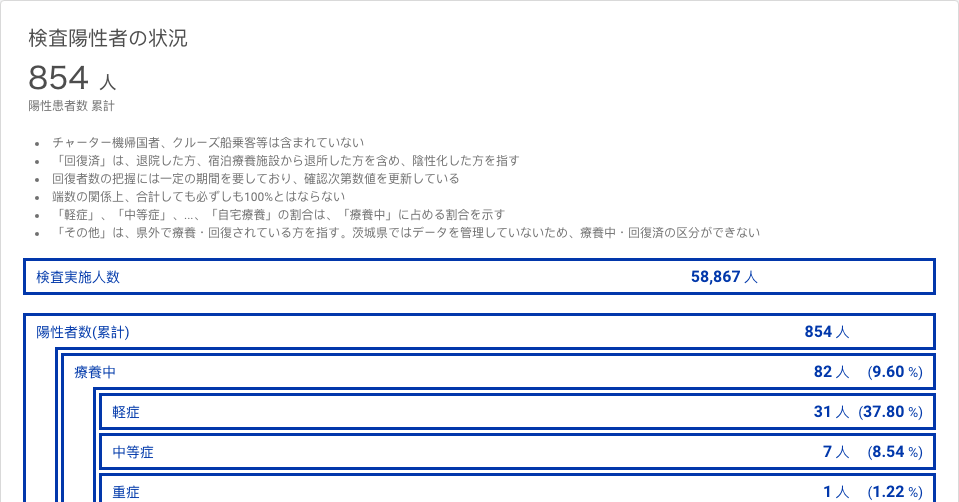 検査陽性者の状況
854 人
陽性患者数 累計
• チャーター機帰国者、クルーズ船乗客等は含まれていない
• 「回復済」は、退院した方、宿泊療養施設から退所した方を含め、陰性化した方を指す
• 回復者数の把握には一定の期間を要しており、確認次第数値を更新している
• 端数の関係上、合計しても必ずしも100%とはならない
• 「軽症」、「中等症」、...、「自宅療養」の割合は、「療養中」に占める割合を示す
• 「その他」は、県外で療養・回復されている方を指す。茨城県ではデータを管理していないため、療養中・回復済の区分ができない
検査実施人数 58,867 人
陽性者数(累計) 854 人
療養中 82 人 (9.60 %)
軽症 31 人 (37.80 %)
中等症 7 人 (8.54 %)
重症 1 人 (1.22 %)